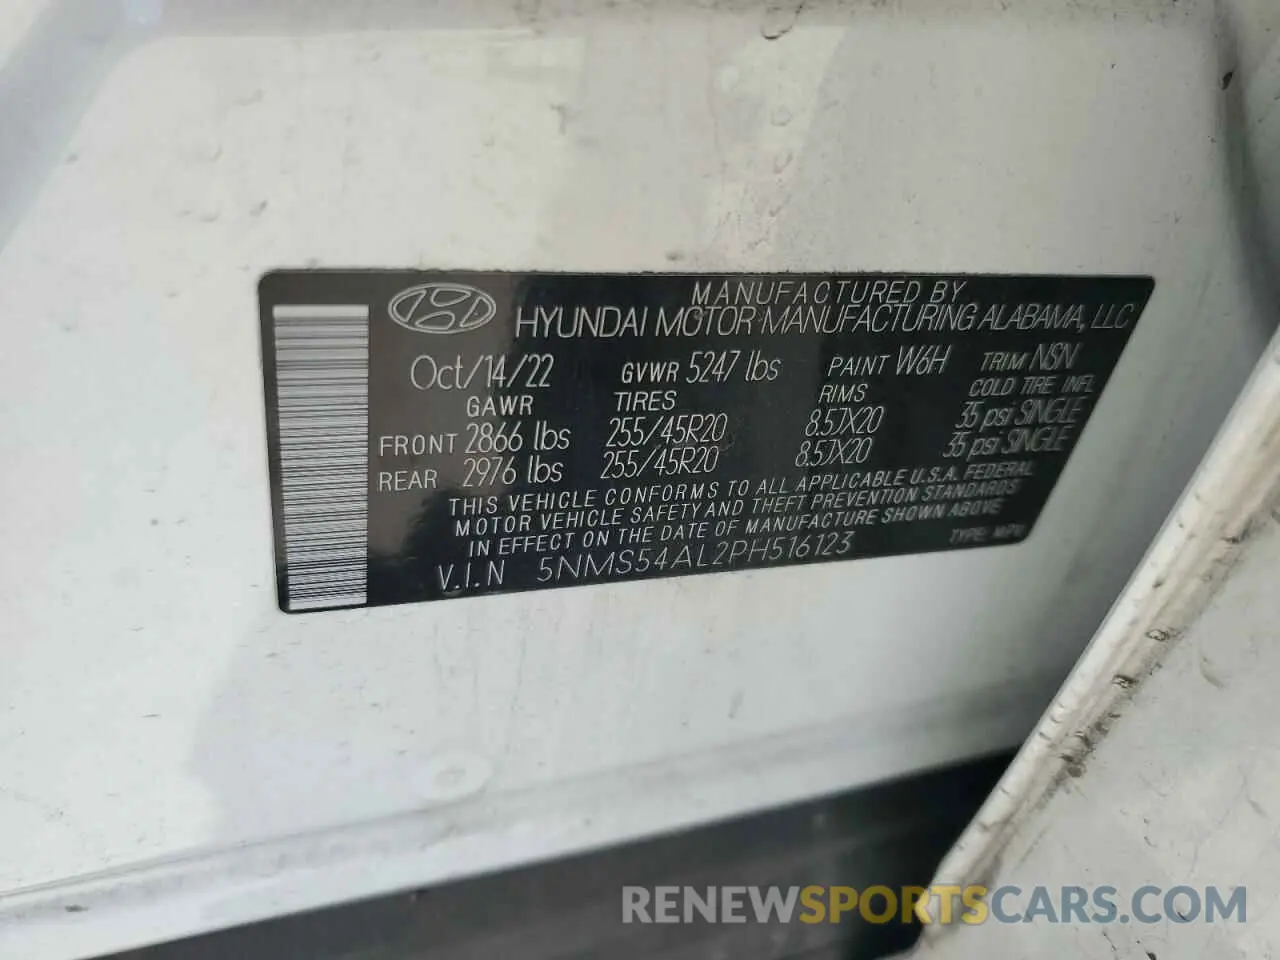 MANUFACTURED BY
HYUNDAI MOTOR MANUFACTURING ALABAMA, LLC
Oct/14/22 GVWR 5247 lbs PAINT W6H TRIM NSN
GAWR TIRES RIMS COLD TIRE INFL
FRONT 2866 lbs 255/45R20 8.5JX20 35 psi SINGLE
REAR 2976 lbs 255/45R20 8.5JX20 35 psi SINGLE
THIS VEHICLE CONFORMS TO ALL APPLICABLE U.S.A. FEDERAL
MOTOR VEHICLE SAFETY AND THEFT PREVENTION STANDARDS
IN EFFECT ON THE DATE OF MANUFACTURE SHOWN ABOVE
V.I.N 5NMS54AL2PH516123 TYPE: MPV
RENEWSPORTSCARS.COM